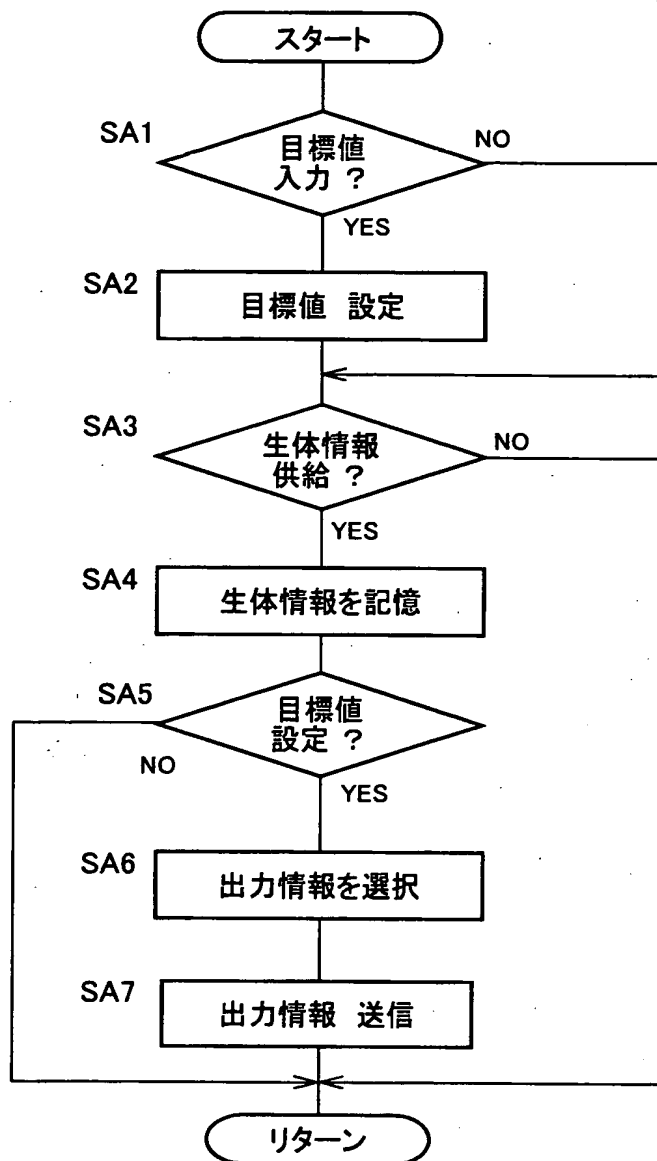 スタート
SA1
目標値
入力 ?
NO
YES
SA2
目標値 設定
SA3
生体情報
供給 ?
NO
YES
SA4
生体情報を記憶
SA5
目標値
設定 ?
NO
YES
SA6
出力情報を選択
SA7
出力情報 送信
リターン